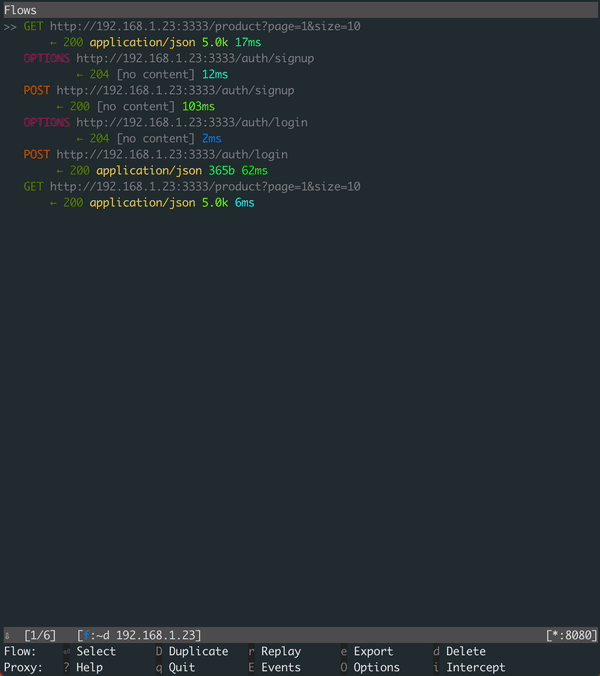 Flows
>> GET http://192.168.1.23:3333/product?page=1&size=10
← 200 application/json 5.0k 17ms
OPTIONS http://192.168.1.23:3333/auth/signup
← 204 [no content] 12ms
POST http://192.168.1.23:3333/auth/signup
← 200 [no content] 103ms
OPTIONS http://192.168.1.23:3333/auth/login
← 204 [no content] 2ms
POST http://192.168.1.23:3333/auth/login
← 200 application/json 365b 62ms
GET http://192.168.1.23:3333/product?page=1&size=10
← 200 application/json 5.0k 6ms
⇩ [1/6] [f:~d 192.168.1.23] [*:8080]
Flow: ⏎ Select D Duplicate r Replay e Export d Delete
Proxy: ? Help q Quit E Events O Options i Intercept